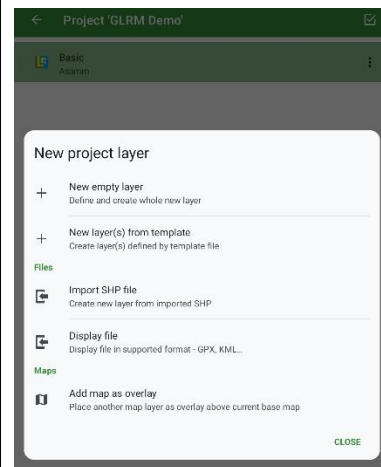 Project 'GLRM Demo'
Basic
Asamm
New project layer
New empty layer
Define and create whole new layer
New layer(s) from template
Create layer(s) defined by template file
Files
Import SHP file
Create new layer from imported SHP
Display file
Display file in supported format - GPX, KML...
Maps
Add map as overlay
Place another map layer as overlay above current base map
CLOSE